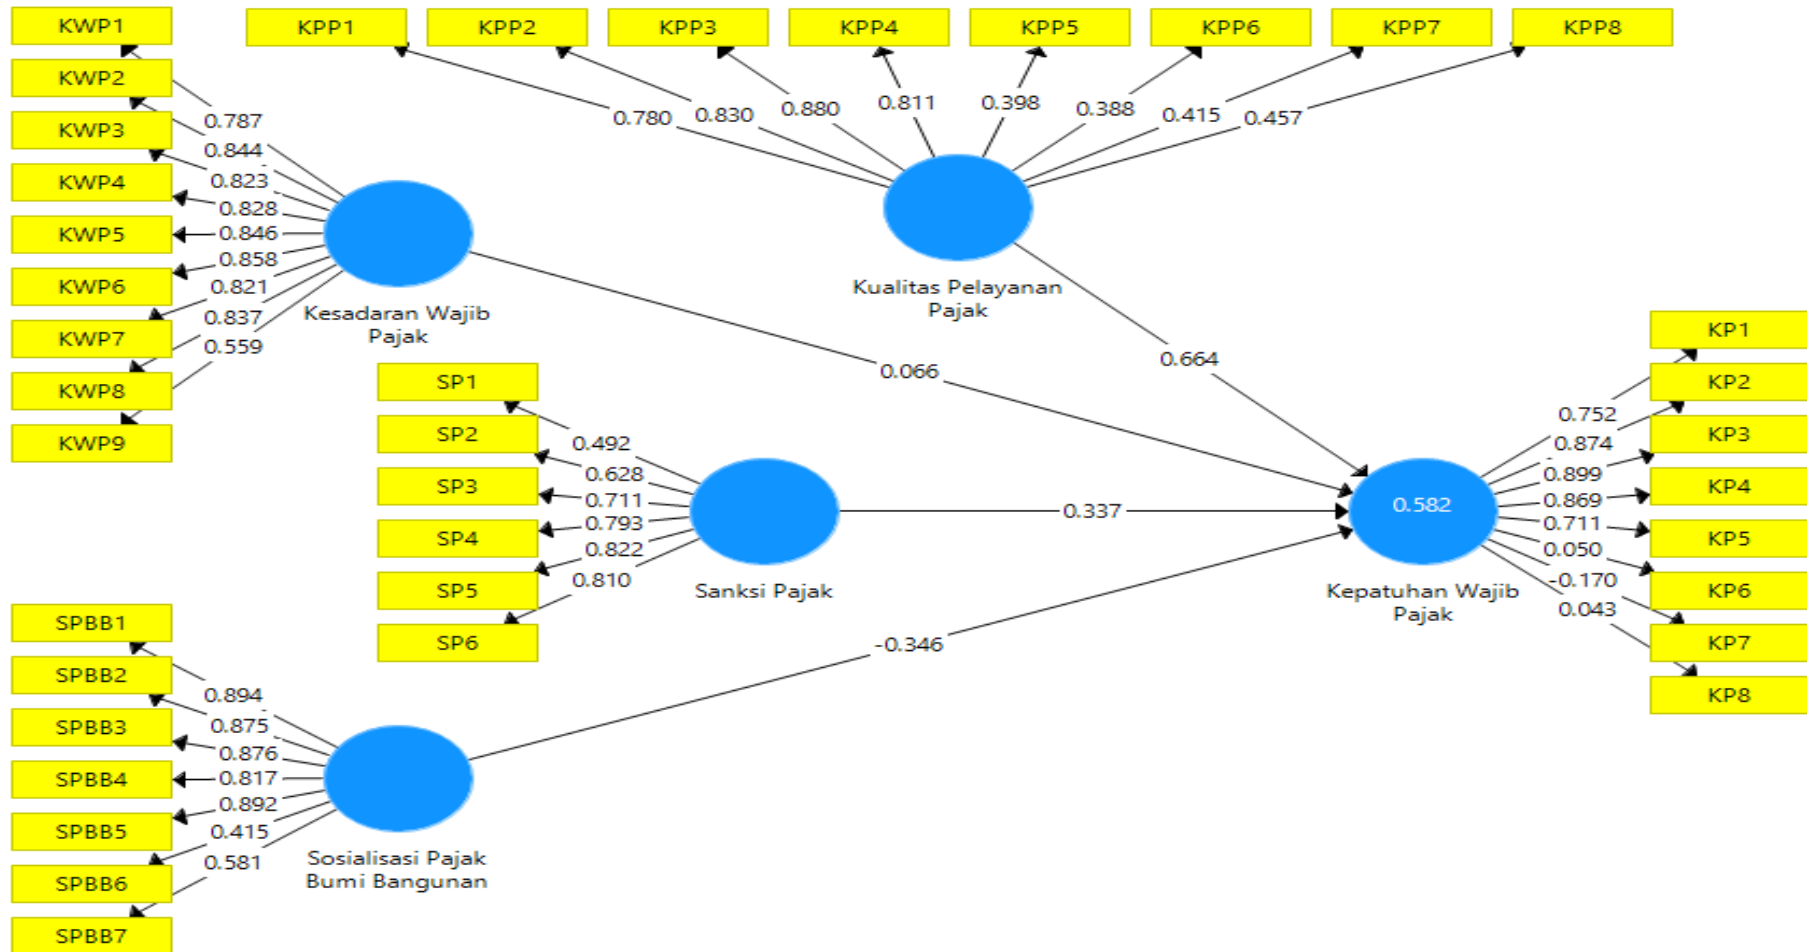 KWP1
KWP2
KWP3
KWP4
KWP5
KWP6
KWP7
KWP8
KWP9
0.787
0.844
0.823
0.828
0.846
0.858
0.821
0.837
0.559
Kesadaran Wajib
Pajak
KPP1
KPP2
KPP3
KPP4
KPP5
KPP6
KPP7
KPP8
0.780
0.830
0.880
0.811
0.398
0.388
0.415
0.457
Kualitas Pelayanan
Pajak
0.066
0.664
SP1
SP2
SP3
SP4
SP5
SP6
0.492
0.628
0.711
0.793
0.822
0.810
Sanksi Pajak
0.337
-0.346
SPBB1
SPBB2
SPBB3
SPBB4
SPBB5
SPBB6
SPBB7
0.894
0.875
0.876
0.817
0.892
0.415
0.581
Sosialisasi Pajak
Bumi Bangunan
0.582
Kepatuhan Wajib
Pajak
0.752
0.874
0.899
0.869
0.711
0.050
-0.170
0.043
KP1
KP2
KP3
KP4
KP5
KP6
KP7
KP8